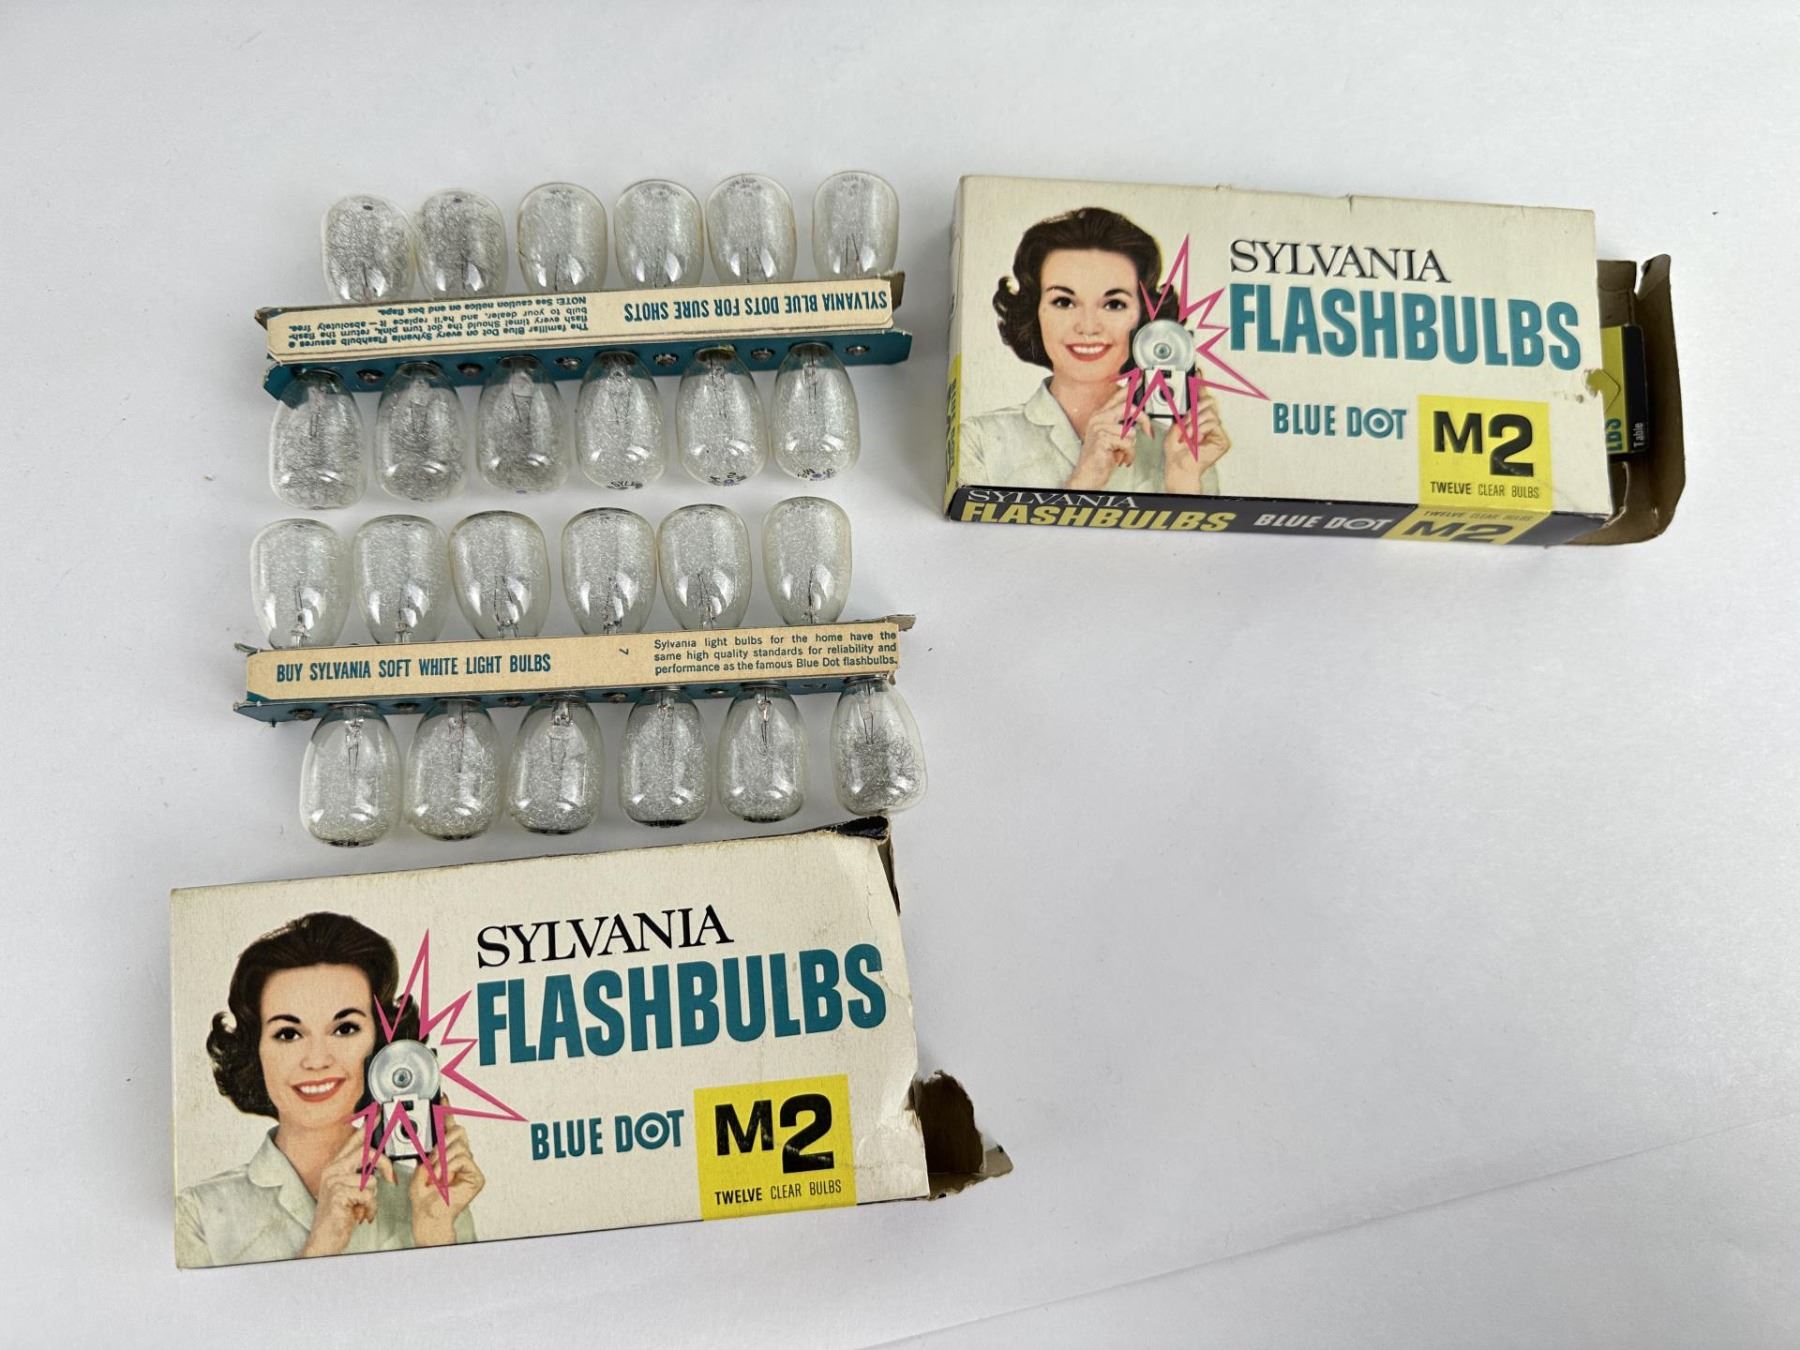 SYLVANIA BLUE DOTS FOR SURE SHOTS
The familiar Blue Dot on every Sylvania Flashbulb assures a
flash every time! Should the dot turn pink, return the flash-
bulb to your dealer, and he'll replace it — absolutely free.
NOTE: See caution notice on end box flaps.
BUY SYLVANIA SOFT WHITE LIGHT BULBS
7
Sylvania light bulbs for the home have the
same high quality standards for reliability and
performance as the famous Blue Dot flashbulbs.
SYLVANIA
FLASHBULBS
BLUE DOT
M2
TWELVE CLEAR BULBS
SYLVANIA
FLASHBULBS
BLUE DOT
TWELVE CLEAR BULBS
M2
LBS
Table
SYLVANIA
FLASHBULBS
BLUE DOT
M2
TWELVE CLEAR BULBS